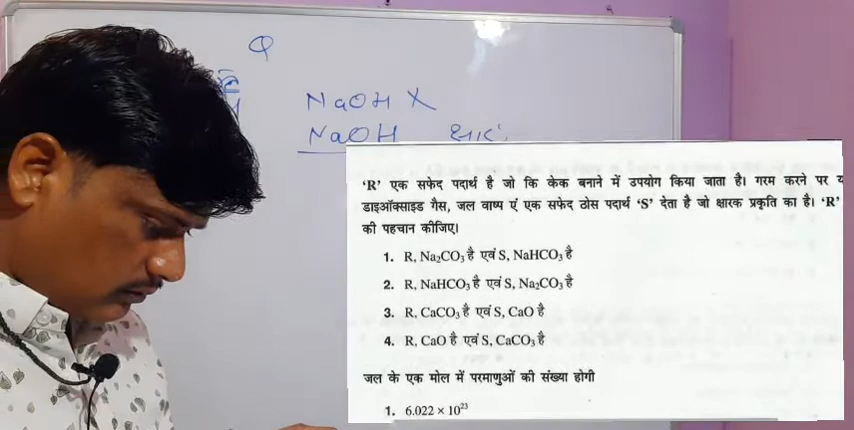 Q
NaOH X
NaOH
'R' एक सफेद पदार्थ है जो कि केक बनाने में उपयोग किया जाता है। गरम करने पर य
डाइऑक्साइड गैस, जल वाष्प एं एक सफेद ठोस पदार्थ 'S' देता है जो क्षारक प्रकृति का है। 'R'
की पहचान कीजिए।
1. R, Na₂CO₃ है एवं S, NaHCO₃ है
2. R, NaHCO₃ है एवं S, Na₂CO₃ है
3. R, CaCO₃ है एवं S, CaO है
4. R, CaO है एवं S, CaCO₃ है
जल के एक मोल में परमाणुओं की संख्या होगी
1. 6.022 × 10²³